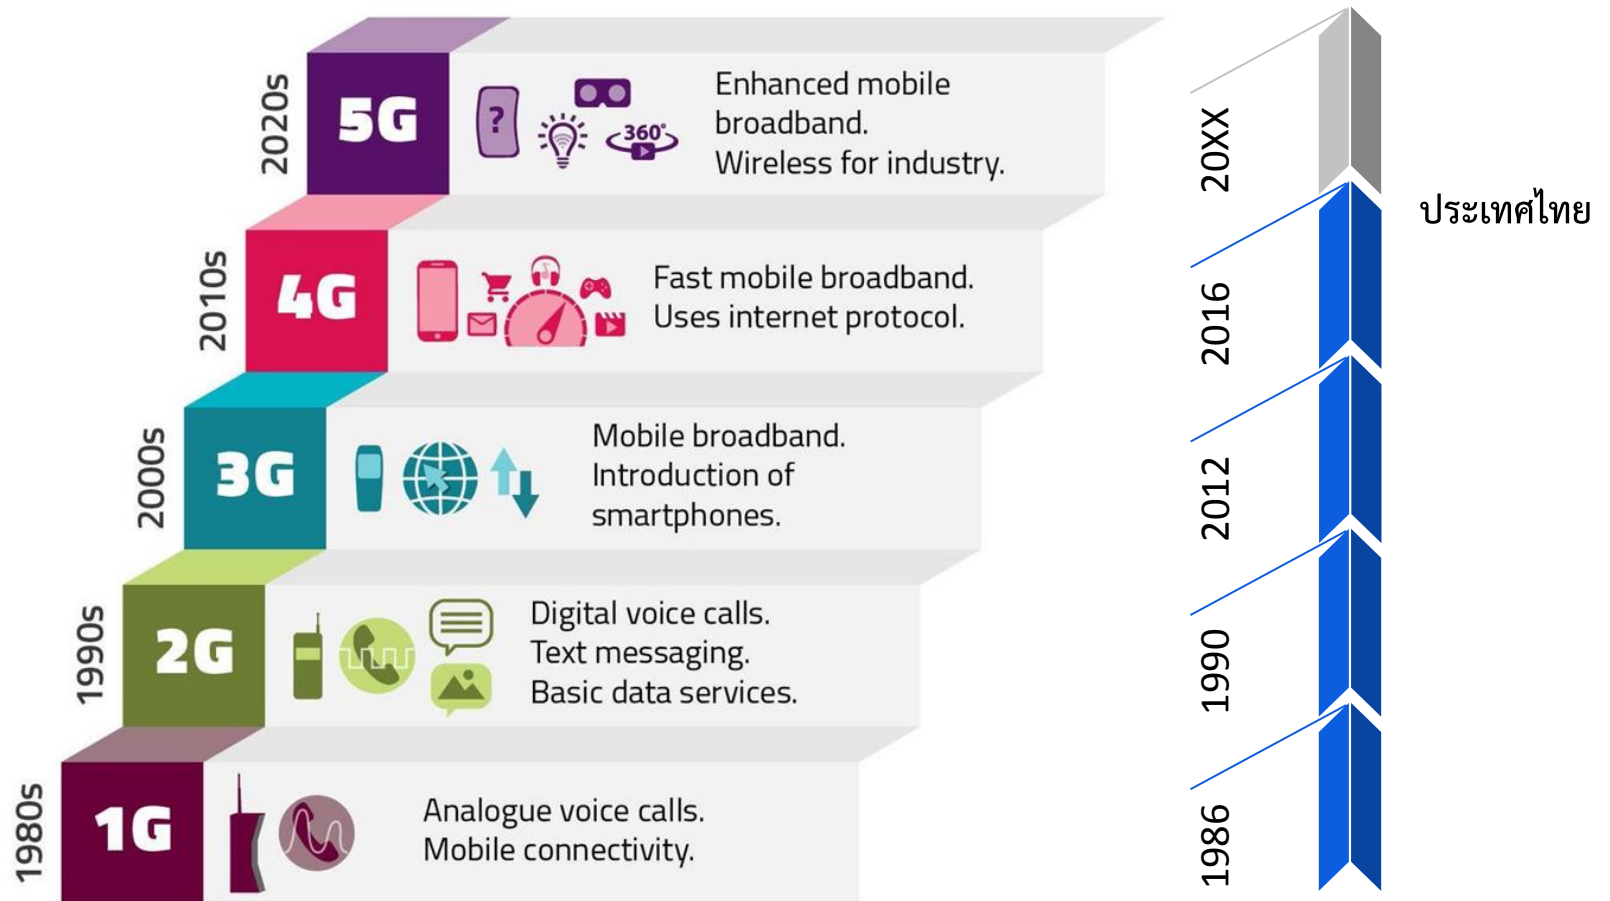 2020s
5G
?
360°
Enhanced mobile
broadband.
Wireless for industry.
2010s
4G
Fast mobile broadband.
Uses internet protocol.
2000s
3G
Mobile broadband.
Introduction of
smartphones.
1990s
2G
Digital voice calls.
Text messaging.
Basic data services.
1980s
1G
Analogue voice calls.
Mobile connectivity.
20XX
ประเทศไทย
2016
2012
1990
1986